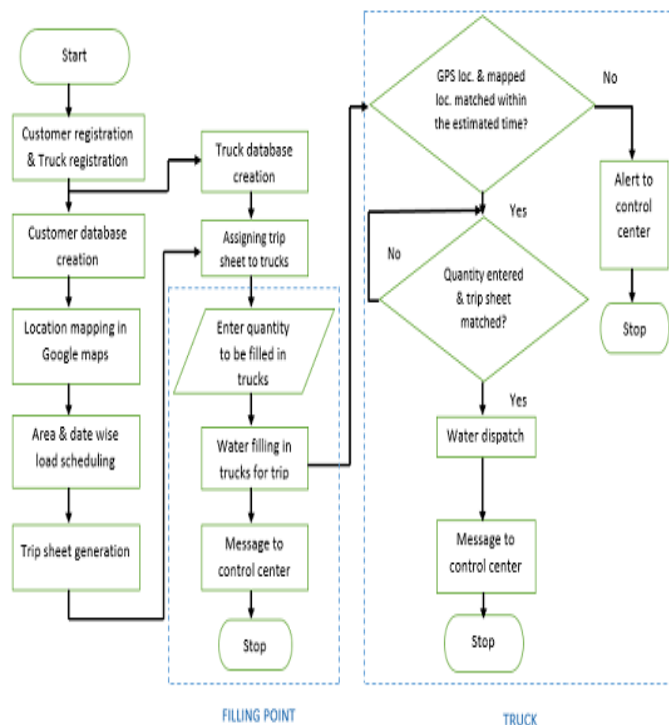 Start
Customer registration
& Truck registration
Customer database
creation
Location mapping in
Google maps
Area & date wise
load scheduling
Trip sheet generation
Truck database
creation
Assigning trip
sheet to trucks
Enter quantity
to be filled in
trucks
Water filling in
trucks for trip
Message to
control center
Stop
FILLING POINT
GPS loc. & mapped
loc. matched within
the estimated time?
No
Alert to
control
center
Stop
Yes
No
Quantity entered
& trip sheet
matched?
Yes
Water dispatch
Message to
control center
Stop
TRUCK